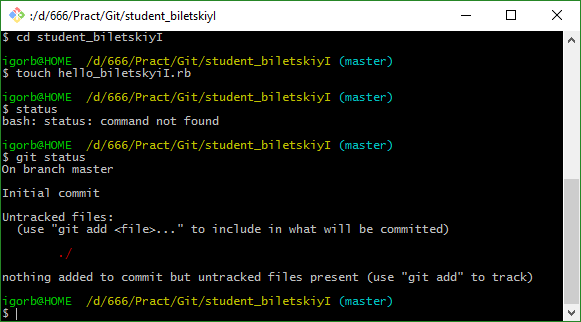 :/d/666/Pract/Git/student_biletskiyI
$ cd student_biletskiyI
igorb@HOME /d/666/Pract/Git/student_biletskiyI (master)
$ touch hello_biletskyiI.rb
igorb@HOME /d/666/Pract/Git/student_biletskiyI (master)
$ status
bash: status: command not found
igorb@HOME /d/666/Pract/Git/student_biletskiyI (master)
$ git status
On branch master
Initial commit
Untracked files:
(use "git add <file>..." to include in what will be committed)
./
nothing added to commit but untracked files present (use "git add" to track)
igorb@HOME /d/666/Pract/Git/student_biletskiyI (master)
$